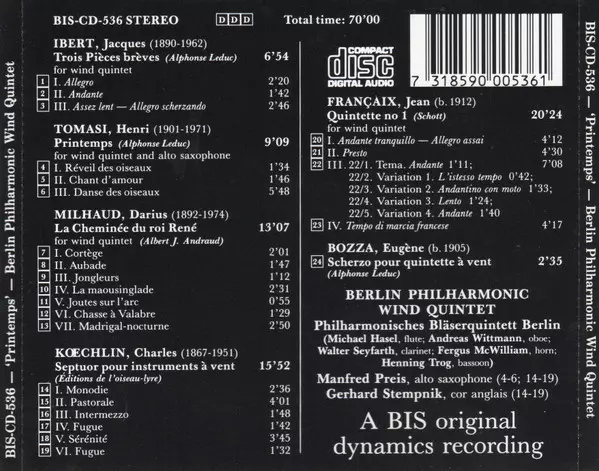 BIS-CD-536 STEREO
D D D
Total time: 70'00
IBERT, Jacques (1890-1962)
Trois Pièces brèves (Alphonse Leduc) 6'54
for wind quintet
1 I. Allegro 2'20
2 II. Andante 1'42
3 III. Assez lent — Allegro scherzando 2'46
TOMASI, Henri (1901-1971)
Printemps (Alphonse Leduc) 9'09
for wind quintet and alto saxophone
4 I. Réveil des oiseaux 1'34
5 II. Chant d'amour 1'46
6 III. Danse des oiseaux 5'48
MILHAUD, Darius (1892-1974)
La Cheminée du roi René 13'07
for wind quintet (Albert J. Andraud)
7 I. Cortège 2'01
8 II. Aubade 1'47
9 III. Jongleurs 1'12
10 IV. La maousinglade 2'31
11 V. Joutes sur l'arc 0'55
12 VI. Chasse à Valabre 1'29
13 VII. Madrigal-nocturne 2'50
KŒCHLIN, Charles (1867-1951)
Septuor pour instruments à vent 15'52
(Éditions de l'oiseau-lyre)
14 I. Monodie 2'36
15 II. Pastorale 4'01
16 III. Intermezzo 1'48
17 IV. Fugue 1'42
18 V. Sérénité 3'45
19 VI. Fugue 1'32
COMPACT
disc
DIGITAL AUDIO
7 318590 005361
FRANÇAIX, Jean (b. 1912)
Quintette no 1 (Schott) 20'24
for wind quintet
20 I. Andante tranquillo — Allegro assai 4'12
21 II. Presto 4'30
22 III. 22/1. Tema. Andante 1'11; 7'08
22/2. Variation 1. L'istesso tempo 0'42;
22/3. Variation 2. Andantino con moto 1'33;
22/4. Variation 3. Lento 1'24;
22/5. Variation 4. Andante 1'40
23 IV. Tempo di marcia francese 4'17
BOZZA, Eugène (b. 1905)
24 Scherzo pour quintette à vent 2'35
(Alphonse Leduc)
BERLIN PHILHARMONIC
WIND QUINTET
Philharmonisches Bläserquintett Berlin
(Michael Hasel, flute; Andreas Wittmann, oboe;
Walter Seyfarth, clarinet; Fergus McWilliam, horn;
Henning Trog, bassoon)
Manfred Preis, alto saxophone (4-6; 14-19)
Gerhard Stempnik, cor anglais (14-19)
A BIS original
dynamics recording
BIS-CD-536 — 'Printemps' — Berlin Philharmonic Wind Quintet
BIS-CD-536 — 'Printemps' — Berlin Philharmonic Wind Quintet